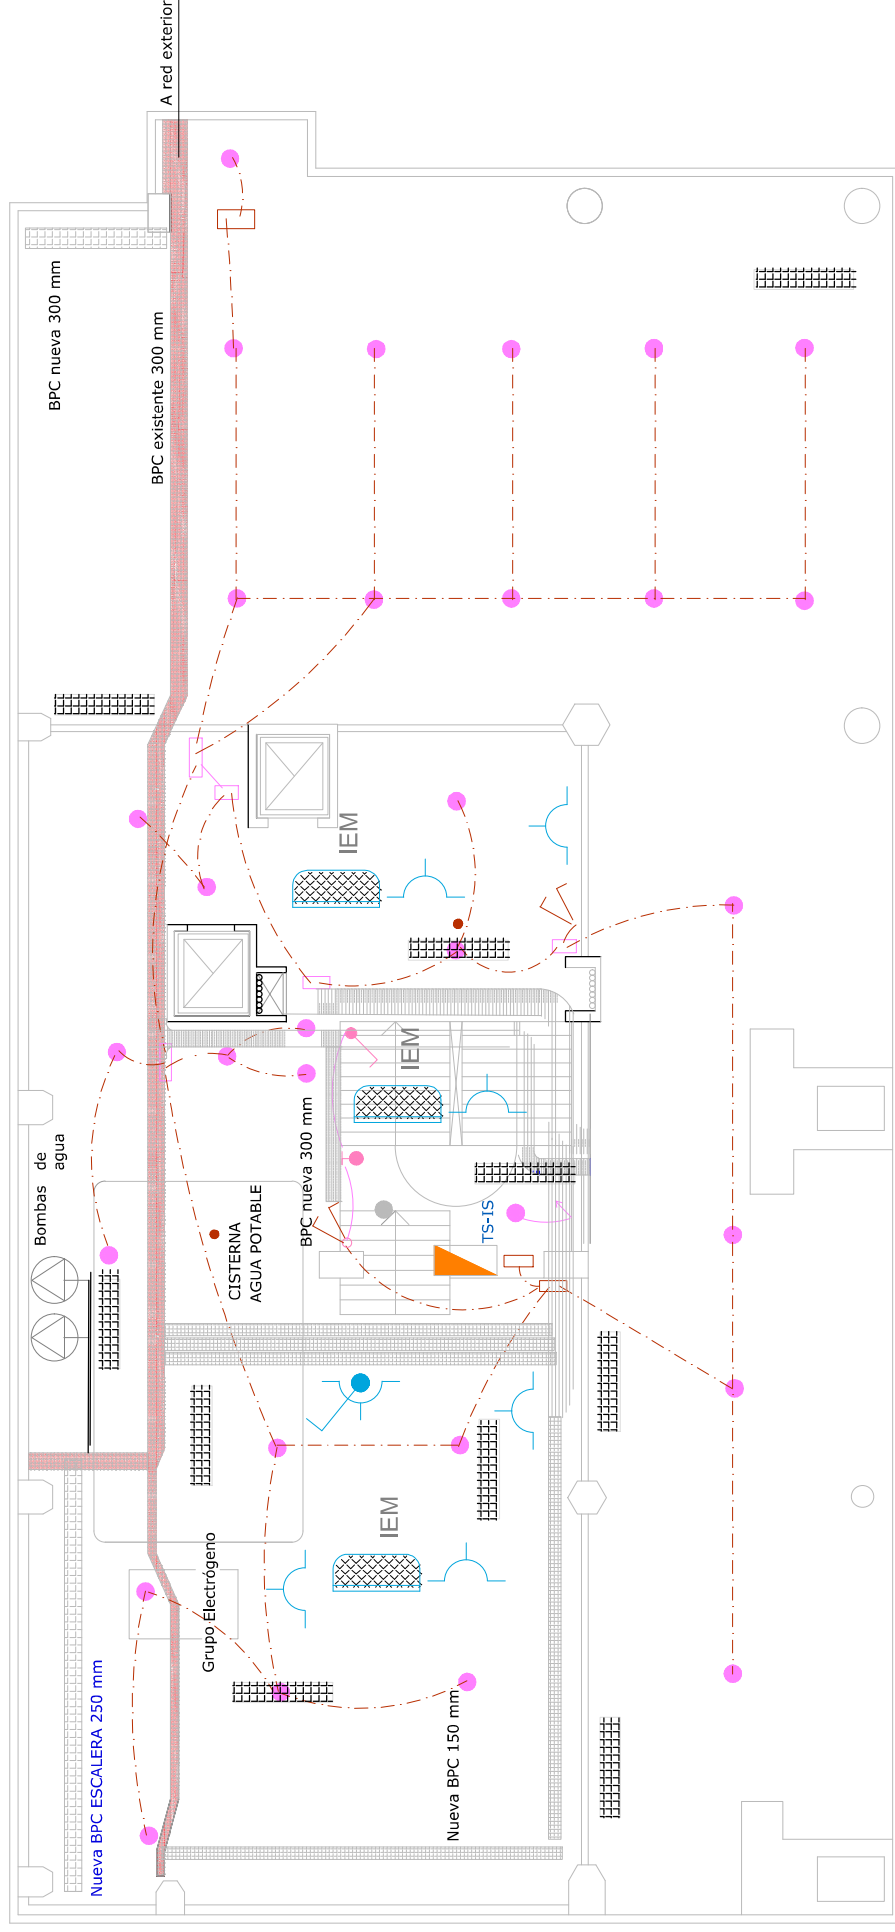 A red exterior
BPC nueva 300 mm
BPC existente 300 mm
IEM
IEM
BPC nueva 300 mm
Bombas de
agua
CISTERNA
AGUA POTABLE
TS-IS
IEM
Grupo Electrógeno
Nueva BPC ESCALERA 250 mm
Nueva BPC 150 mm